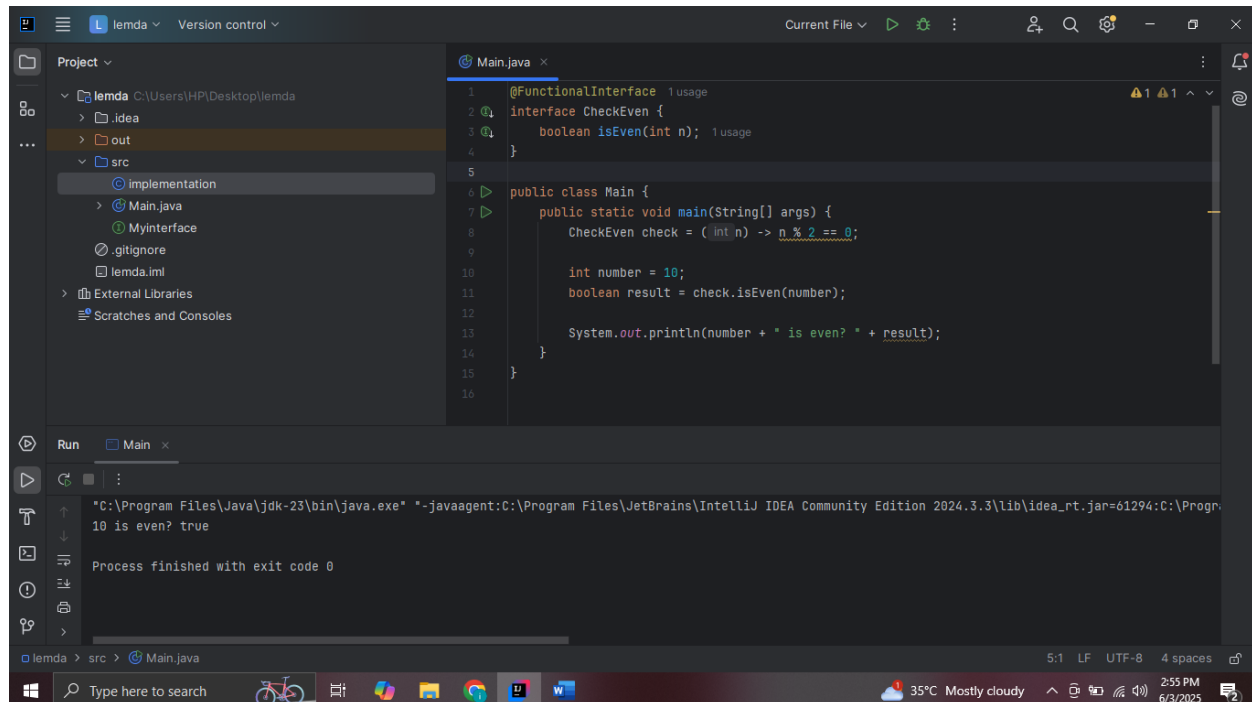 L lemda Version control Current File
Project
Main.java
lemda C:\Users\HP\Desktop\lemda
.idea
out
src
implementation
Main.java
Myinterface
.gitignore
lemda.iml
External Libraries
Scratches and Consoles
1 @FunctionalInterface 1 usage
2 interface CheckEven {
3 boolean isEven(int n); 1 usage
4 }
5
6 public class Main {
7 public static void main(String[] args) {
8 CheckEven check = ( int n) -> n % 2 == 0;
9
10 int number = 10;
11 boolean result = check.isEven(number);
12
13 System.out.println(number + " is even? " + result);
14 }
15 }
16
1 1
Run Main
"C:\Program Files\Java\jdk-23\bin\java.exe" "-javaagent:C:\Program Files\JetBrains\IntelliJ IDEA Community Edition 2024.3.3\lib\idea_rt.jar=61294:C:\Progr
10 is even? true
Process finished with exit code 0
lemda > src > Main.java 5:1 LF UTF-8 4 spaces
Type here to search 35°C Mostly cloudy 2:55 PM
6/3/2025
2